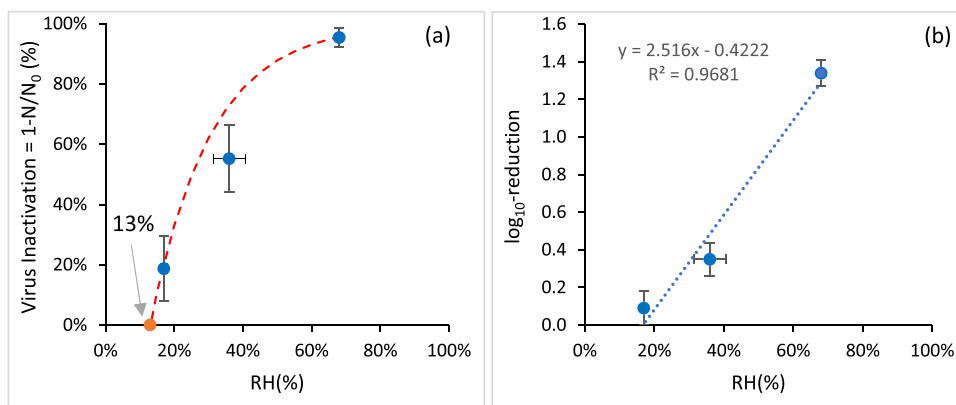 (a)
Virus Inactivation = 1-N/N₀ (%)
100%
80%
60%
40%
20%
0%
13%
0% 20% 40% 60% 80% 100%
RH(%)
(b)
y = 2.516x - 0.4222
R² = 0.9681
log₁₀-reduction
1.6
1.4
1.2
1.0
0.8
0.6
0.4
0.2
0.0
0% 20% 40% 60% 80% 100%
RH(%)